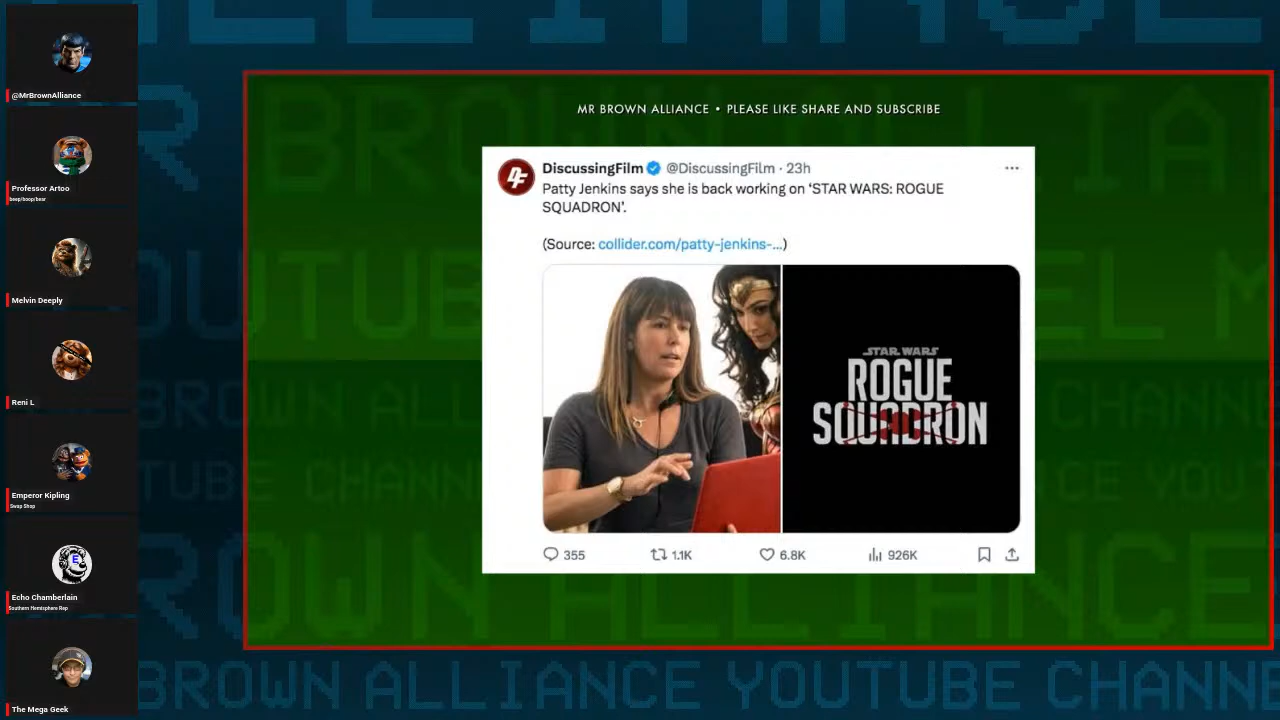 @MrBrownAlliance
Professor Artoo
beep/boop/bear
Melvin Deeply
Reni L
Emperor Kipling
Swap Shop
Echo Chamberlain
Southern Hemisphere Rep
The Mega Geek
MR BROWN ALLIANCE • PLEASE LIKE SHARE AND SUBSCRIBE
DiscussingFilm @DiscussingFilm · 23h
Patty Jenkins says she is back working on ‘STAR WARS: ROGUE
SQUADRON’.
(Source: collider.com/patty-jenkins-...)
STAR WARS
ROGUE
SQUADRON
355 1.1K 6.8K 926K
BROWN ALLIANCE YOUTUBE CHANNE